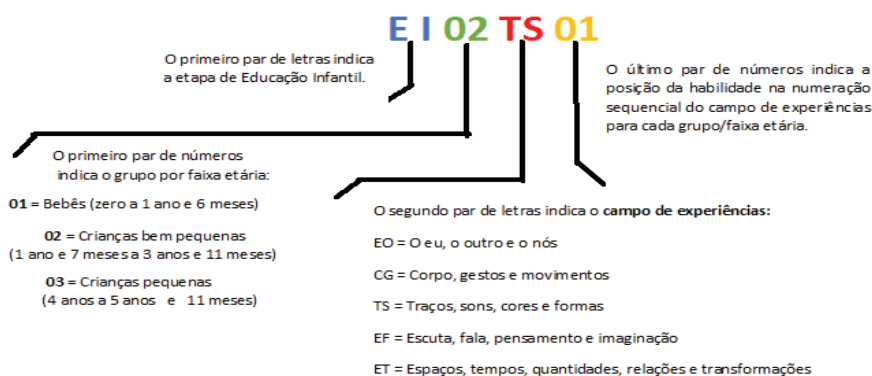 EI02TS01
O primeiro par de letras indica
a etapa de Educação Infantil.
O último par de números indica a
posição da habilidade na numeração
sequencial do campo de experiências
para cada grupo/faixa etária.
O primeiro par de números
indica o grupo por faixa etária:
01 = Bebês (zero a 1 ano e 6 meses)
02 = Crianças bem pequenas
(1 ano e 7 meses a 3 anos e 11 meses)
03 = Crianças pequenas
(4 anos a 5 anos e 11 meses)
O segundo par de letras indica o campo de experiências:
EO = O eu, o outro e o nós
CG = Corpo, gestos e movimentos
TS = Traços, sons, cores e formas
EF = Escuta, fala, pensamento e imaginação
ET = Espaços, tempos, quantidades, relações e transformações